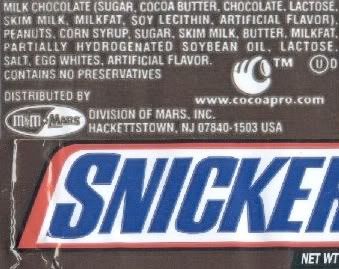 MILK CHOCOLATE (SUGAR, COCOA BUTTER, CHOCOLATE, LACTOSE,
SKIM MILK, MILKFAT, SOY LECITHIN, ARTIFICIAL FLAVOR),
PEANUTS, CORN SYRUP, SUGAR, SKIM MILK, BUTTER, MILKFAT,
PARTIALLY HYDROGENATED SOYBEAN OIL, LACTOSE,
SALT, EGG WHITES, ARTIFICIAL FLAVOR.
CONTAINS NO PRESERVATIVES
TM U D
DISTRIBUTED BY
www.cocoapro.com
m&m MARS
DIVISION OF MARS, INC.
HACKETTSTOWN, NJ 07840-1503 USA
SNICKER
NET WT